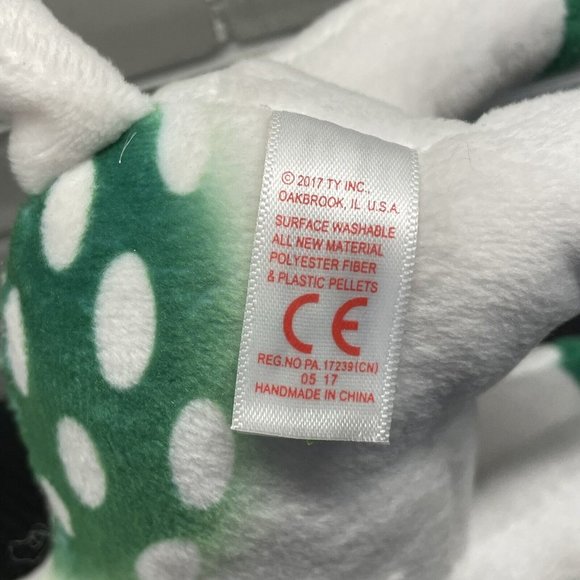 © 2017 TY INC.,
OAKBROOK, IL U.S.A.
SURFACE WASHABLE
ALL NEW MATERIAL
POLYESTER FIBER
& PLASTIC PELLETS
CE
REG.NO PA.17239(CN)
05 17
HANDMADE IN CHINA